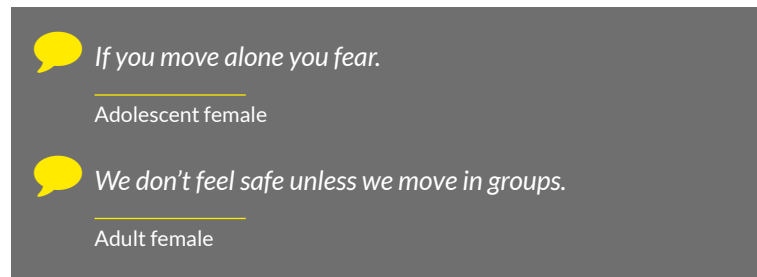 If you move alone you fear.
Adolescent female
We don't feel safe unless we move in groups.
Adult female